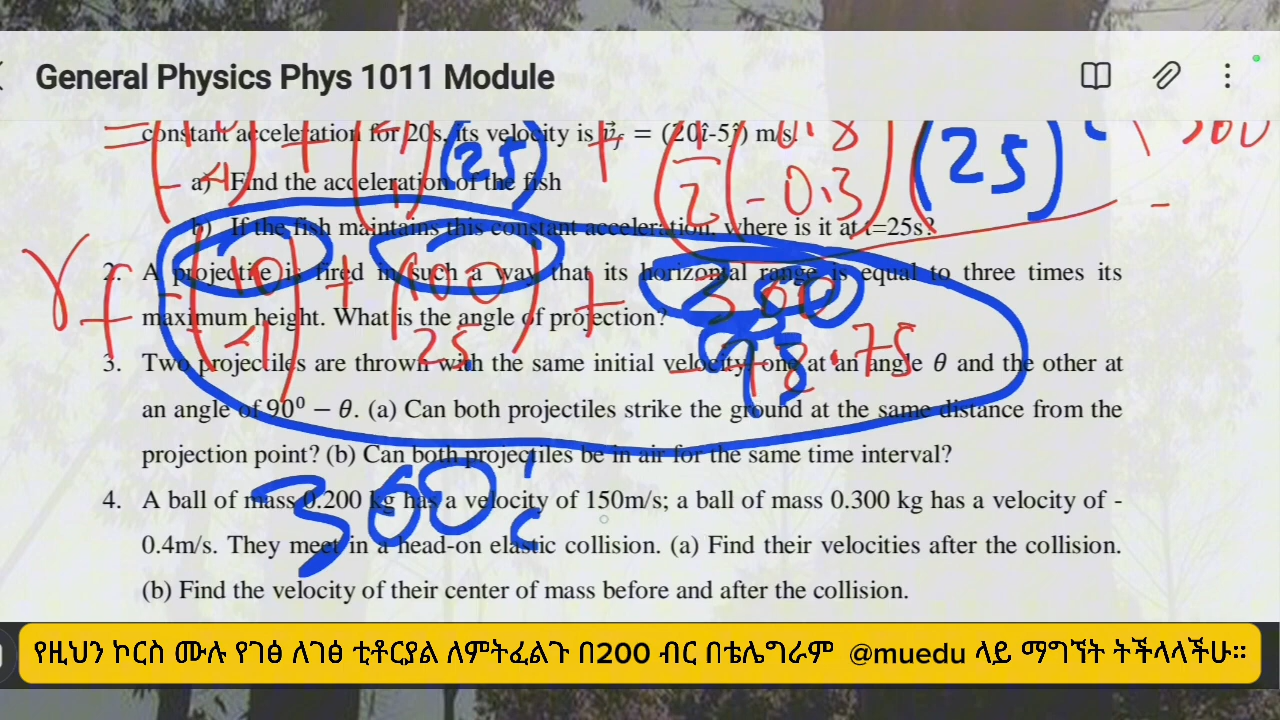 General Physics Phys 1011 Module
constant acceleration for 20s, its velocity is v⃗f = (20î-5ĵ) m/s.
a) Find the acceleration of the fish
b) If the fish maintains this constant acceleration, where is it at t=25s?
2. A projectile is fired in such a way that its horizontal range is equal to three times its
maximum height. What is the angle of projection?
3. Two projectiles are thrown with the same initial velocity, one at an angle θ and the other at
an angle of 90⁰ − θ. (a) Can both projectiles strike the ground at the same distance from the
projection point? (b) Can both projectiles be in air for the same time interval?
4. A ball of mass 0.200 kg has a velocity of 150m/s; a ball of mass 0.300 kg has a velocity of -
0.4m/s. They meet in a head-on elastic collision. (a) Find their velocities after the collision.
(b) Find the velocity of their center of mass before and after the collision.
(25) + 1/2 ( -0.3 ) (25)
10 + 100 + 300
25 -93.75
360 i
የዚህን ኮርስ ሙሉ የገፅ ለገፅ ቲቶርያል ለምትፈልጉ በ200 ብር በቴሌግራም @muedu ላይ ማግኘት ትችላላችሁ።